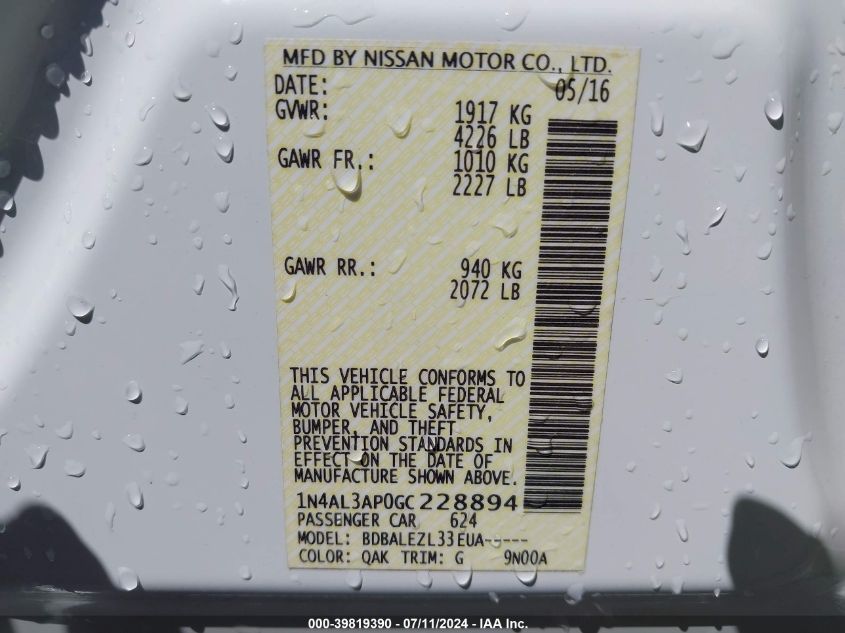 MFD BY NISSAN MOTOR CO., LTD.
DATE: 05/16
GVWR: 1917 KG
4226 LB
GAWR FR.: 1010 KG
2227 LB
GAWR RR.: 940 KG
2072 LB
THIS VEHICLE CONFORMS TO
ALL APPLICABLE FEDERAL
MOTOR VEHICLE SAFETY,
BUMPER, AND THEFT
PREVENTION STANDARDS IN
EFFECT ON THE DATE OF
MANUFACTURE SHOWN ABOVE.
1N4AL3AP0GC228894
PASSENGER CAR 624
MODEL: BDBALEZL33EUA-----
COLOR: QAK TRIM: G 9N00A
000-39819390 - 07/11/2024 - IAA Inc.